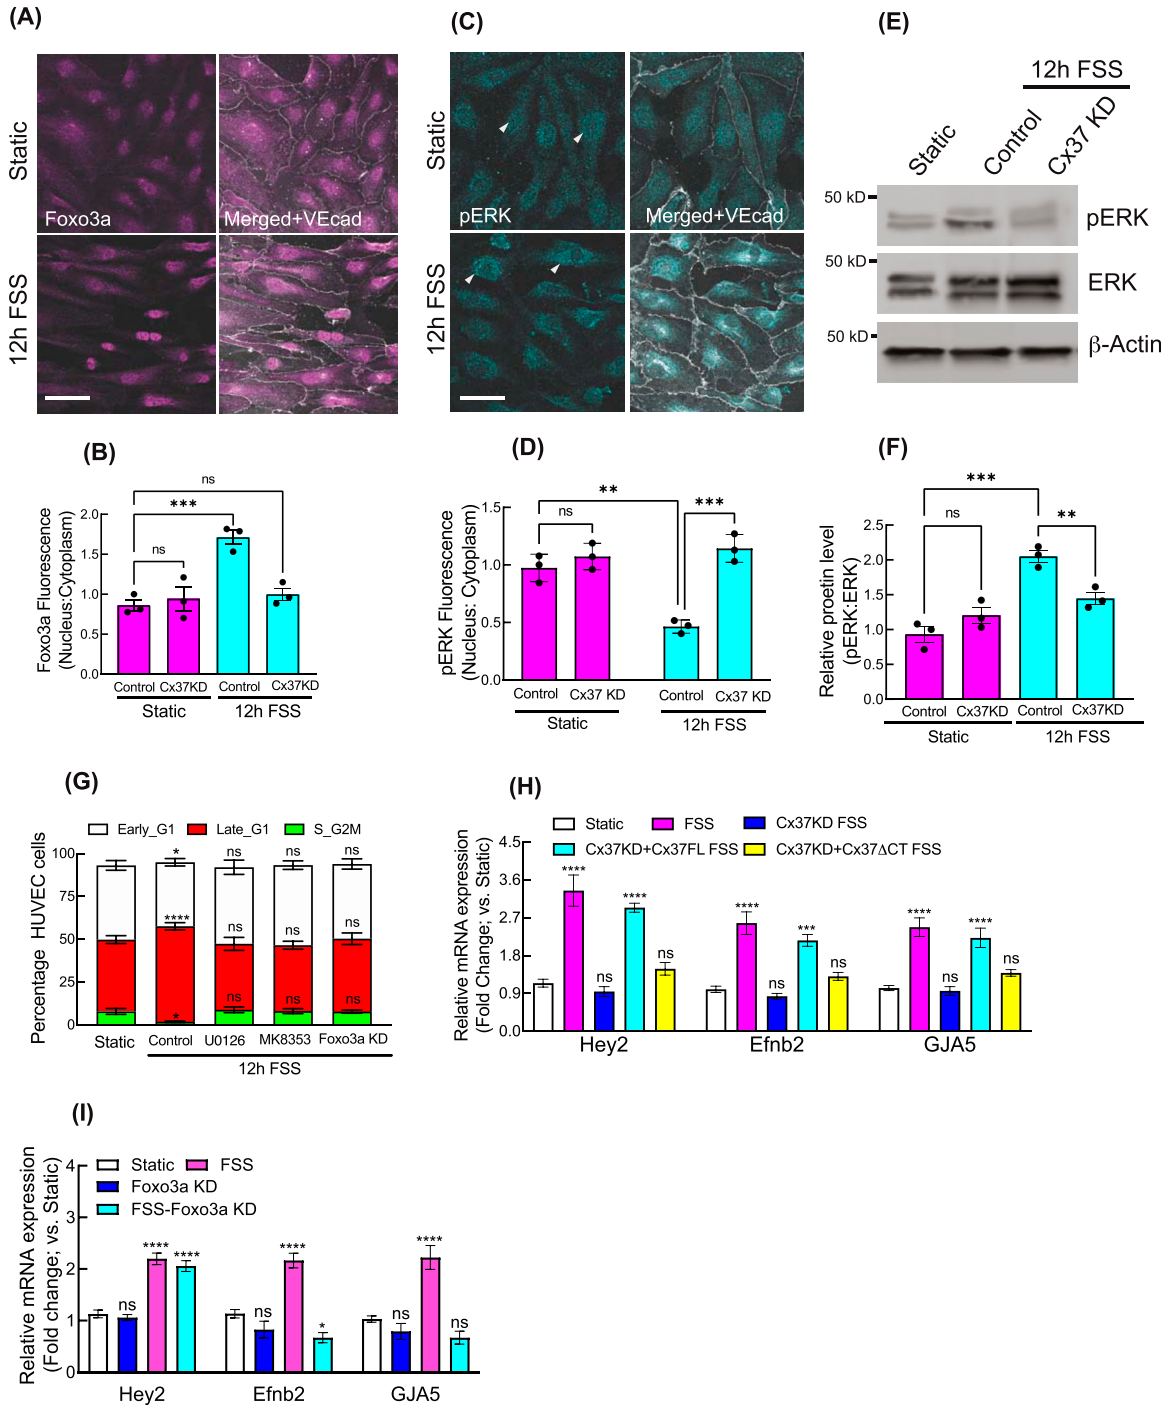 (A)
Static
Foxo3a
Merged+VEcad
12h FSS
(C)
Static
pERK
Merged+VEcad
12h FSS
(E)
12h FSS
Static
Control
Cx37 KD
50 kD
pERK
50 kD
ERK
50 kD
β-Actin
(B)
Foxo3a Fluorescence
(Nucleus:Cytoplasm)
2.0
1.5
1.0
0.5
0.0
ns
***
ns
Control Cx37KD Control Cx37KD
Static 12h FSS
(D)
pERK Fluorescence
(Nucleus: Cytoplasm)
1.5
1.0
0.5
0.0
**
ns
***
Control Cx37 KD Control Cx37 KD
Static 12h FSS
(F)
Relative proetin level
(pERK:ERK)
2.5
2.0
1.5
1.0
0.5
0.0
***
ns
**
Control Cx37KD Control Cx37KD
Static 12h FSS
(G)
Early_G1 Late_G1 S_G2M
Percentage HUVEC cells
100
75
50
25
0
* ns ns ns
**** ns ns ns
* ns ns ns
Static Control U0126 MK8353 Foxo3a KD
12h FSS
(H)
Static FSS Cx37KD FSS
Cx37KD+Cx37FL FSS Cx37KD+Cx37ΔCT FSS
Relative mRNA expression
(Fold Change; vs. Static)
4.5
3.6
2.7
1.8
0.9
0.0
**** ns **** ns
**** ns *** ns
**** ns **** ns
Hey2 Efnb2 GJA5
(I)
Static FSS
Foxo3a KD
FSS-Foxo3a KD
Relative mRNA expression
(Fold change; vs. Static)
4
3
2
1
0
ns **** ****
ns **** *
ns **** ns
Hey2 Efnb2 GJA5